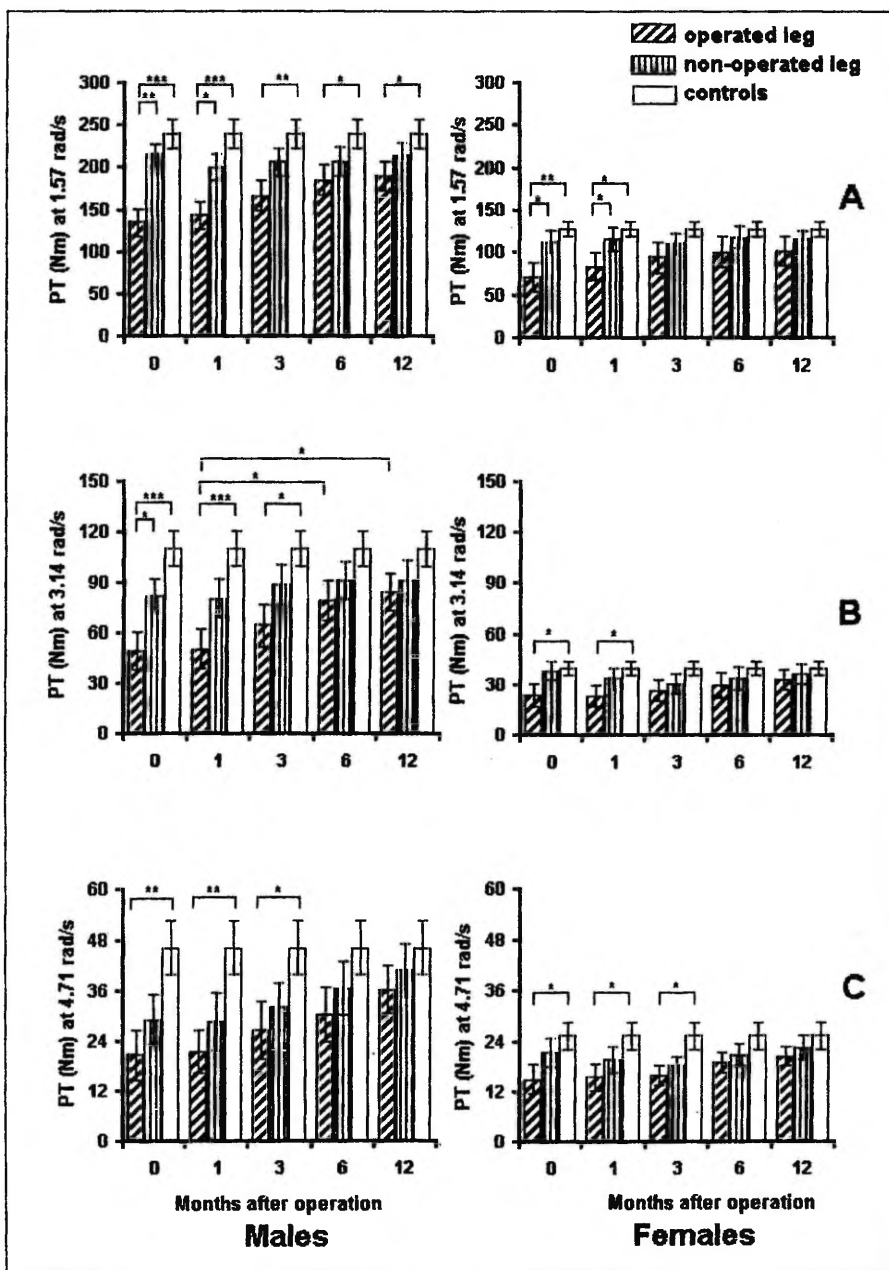 operated leg
non-operated leg
controls
PT (Nm) at 1.57 rad/s
300
250
200
150
100
50
0
*** *** ** * *
** *
0 1 3 6 12
PT (Nm) at 1.57 rad/s
300
250
200
150
100
50
0
** *
* *
0 1 3 6 12
A
PT (Nm) at 3.14 rad/s
150
120
90
60
30
0
*
*
*** *** *
*
0 1 3 6 12
PT (Nm) at 3.14 rad/s
150
120
90
60
30
0
* *
0 1 3 6 12
B
PT (Nm) at 4.71 rad/s
60
48
36
24
12
0
** ** *
0 1 3 6 12
Months after operation
Males
PT (Nm) at 4.71 rad/s
60
48
36
24
12
0
* * *
0 1 3 6 12
Months after operation
Females
C